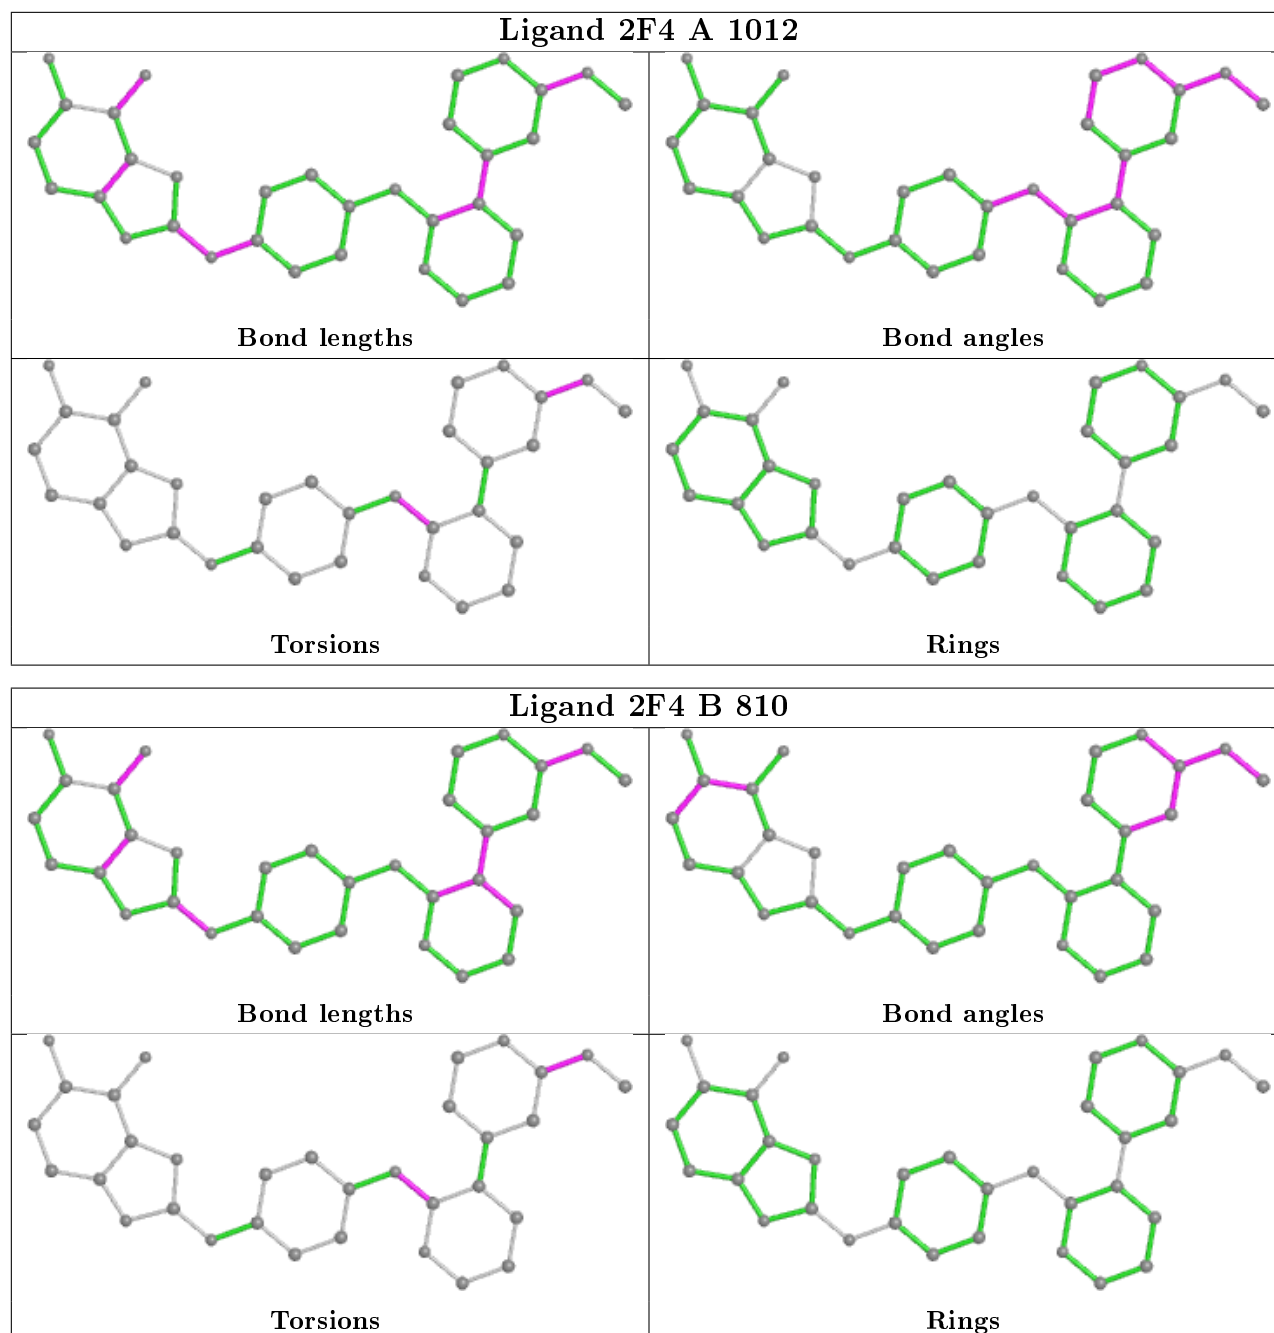 Ligand 2F4 A 1012
Bond lengths
Bond angles
Torsions
Rings
Ligand 2F4 B 810
Bond lengths
Bond angles
Torsions
Rings